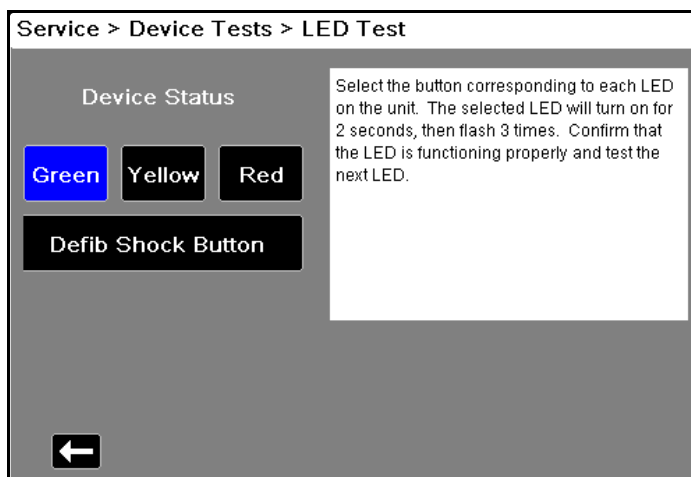 Service > Device Tests > LED Test
Device Status
Green Yellow Red
Defib Shock Button
Select the button corresponding to each LED
on the unit. The selected LED will turn on for
2 seconds, then flash 3 times. Confirm that
the LED is functioning properly and test the
next LED.